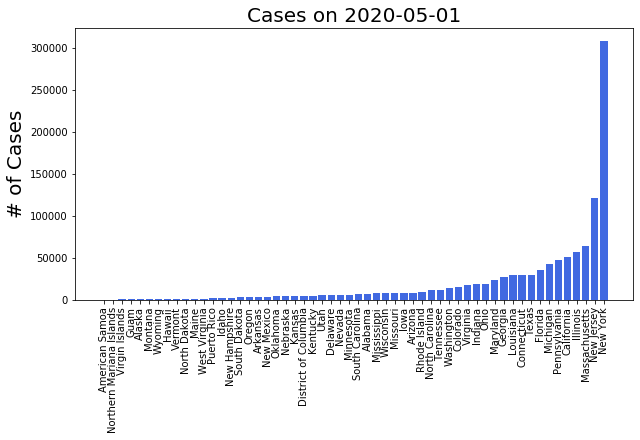 Cases on 2020-05-01
# of Cases
300000
250000
200000
150000
100000
50000
0
American Samoa
Northern Mariana Islands
Virgin Islands
Guam
Alaska
Montana
Wyoming
Hawaii
Vermont
North Dakota
Maine
West Virginia
Puerto Rico
Idaho
New Hampshire
South Dakota
Oregon
Arkansas
New Mexico
Oklahoma
Nebraska
Kansas
District of Columbia
Kentucky
Utah
Delaware
Nevada
Minnesota
South Carolina
Alabama
Mississippi
Wisconsin
Missouri
Iowa
Arizona
Rhode Island
North Carolina
Tennessee
Washington
Colorado
Virginia
Indiana
Ohio
Maryland
Georgia
Louisiana
Connecticut
Texas
Florida
Michigan
Pennsylvania
California
Illinois
Massachusetts
New Jersey
New York